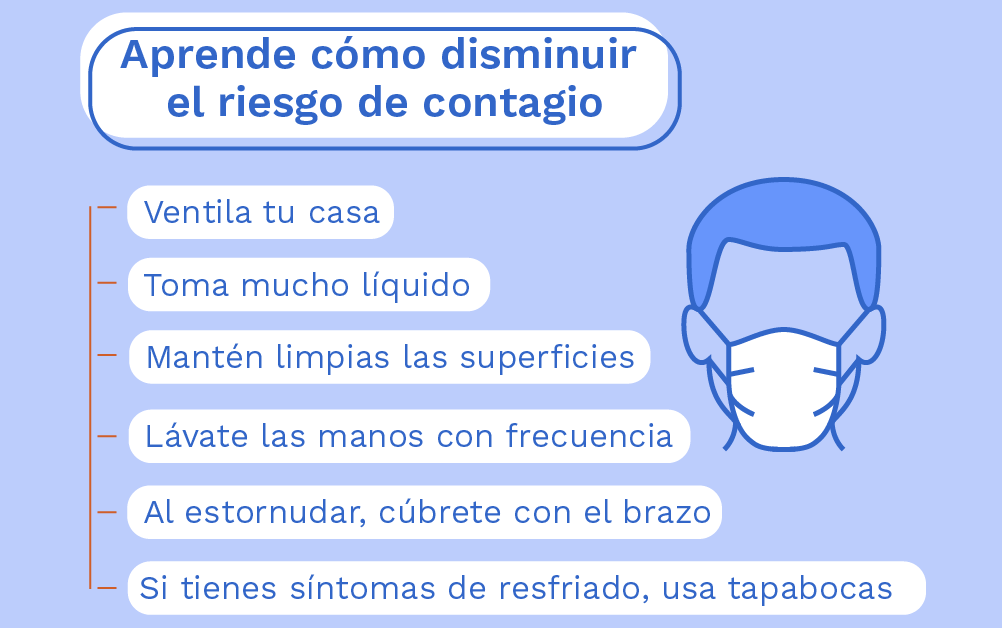 Aprende cómo disminuir
el riesgo de contagio
Ventila tu casa
Toma mucho líquido
Mantén limpias las superficies
Lávate las manos con frecuencia
Al estornudar, cúbrete con el brazo
Si tienes síntomas de resfriado, usa tapabocas